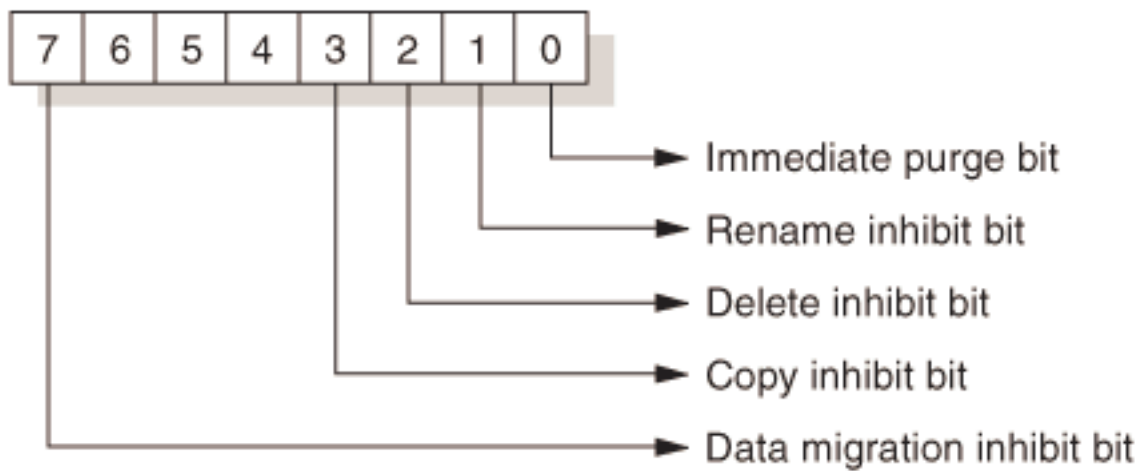 7 6 5 4 3 2 1 0
Immediate purge bit
Rename inhibit bit
Delete inhibit bit
Copy inhibit bit
Data migration inhibit bit